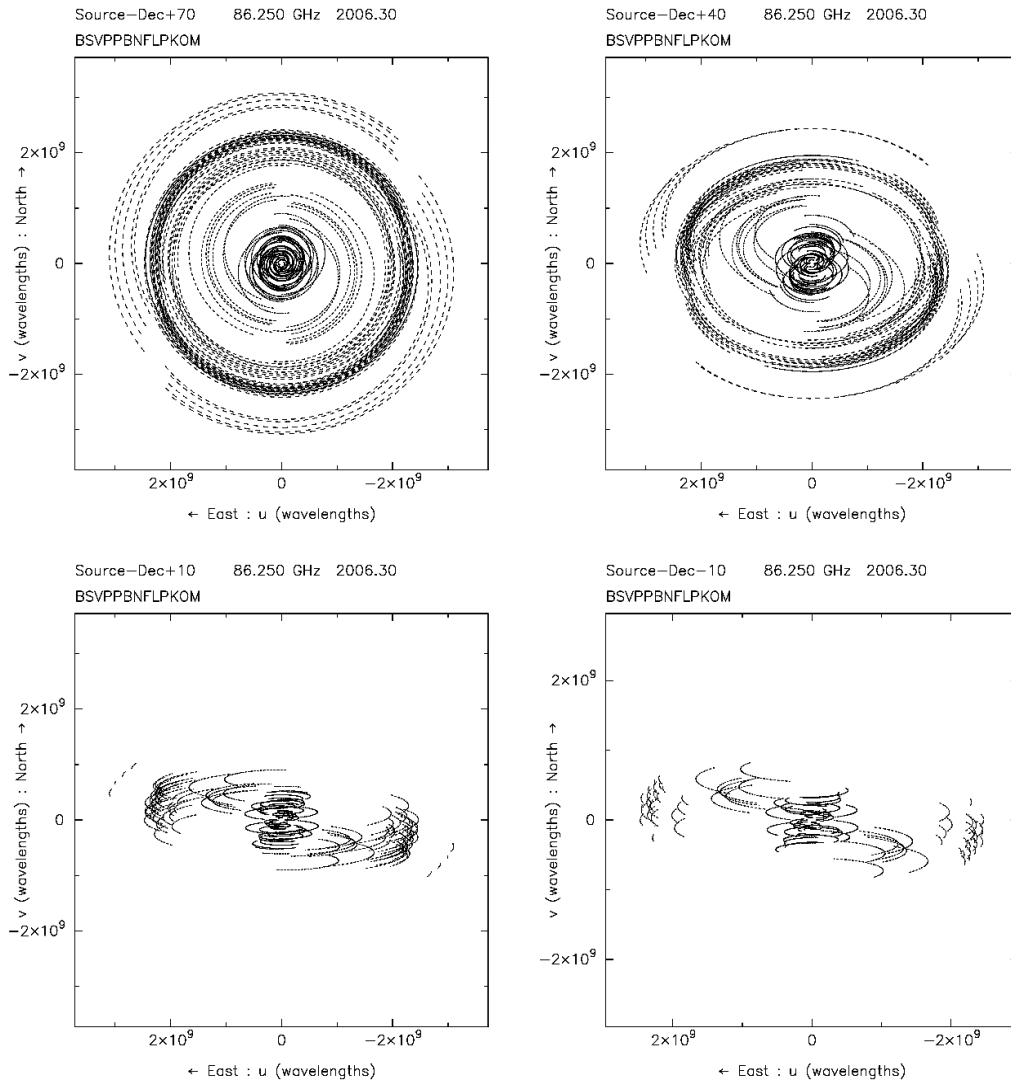 Source-Dec+70 86.250 GHz 2006.30
BSVPPBNFLPKOM
v (wavelengths) : North →
2×10⁹
0
−2×10⁹
2×10⁹ 0 −2×10⁹
← East : u (wavelengths)
Source-Dec+40 86.250 GHz 2006.30
BSVPPBNFLPKOM
v (wavelengths) : North →
2×10⁹
0
−2×10⁹
2×10⁹ 0 −2×10⁹
← East : u (wavelengths)
Source-Dec+10 86.250 GHz 2006.30
BSVPPBNFLPKOM
v (wavelengths) : North →
2×10⁹
0
−2×10⁹
2×10⁹ 0 −2×10⁹
← East : u (wavelengths)
Source-Dec-10 86.250 GHz 2006.30
BSVPPBNFLPKOM
v (wavelengths) : North →
2×10⁹
0
−2×10⁹
2×10⁹ 0 −2×10⁹
← East : u (wavelengths)